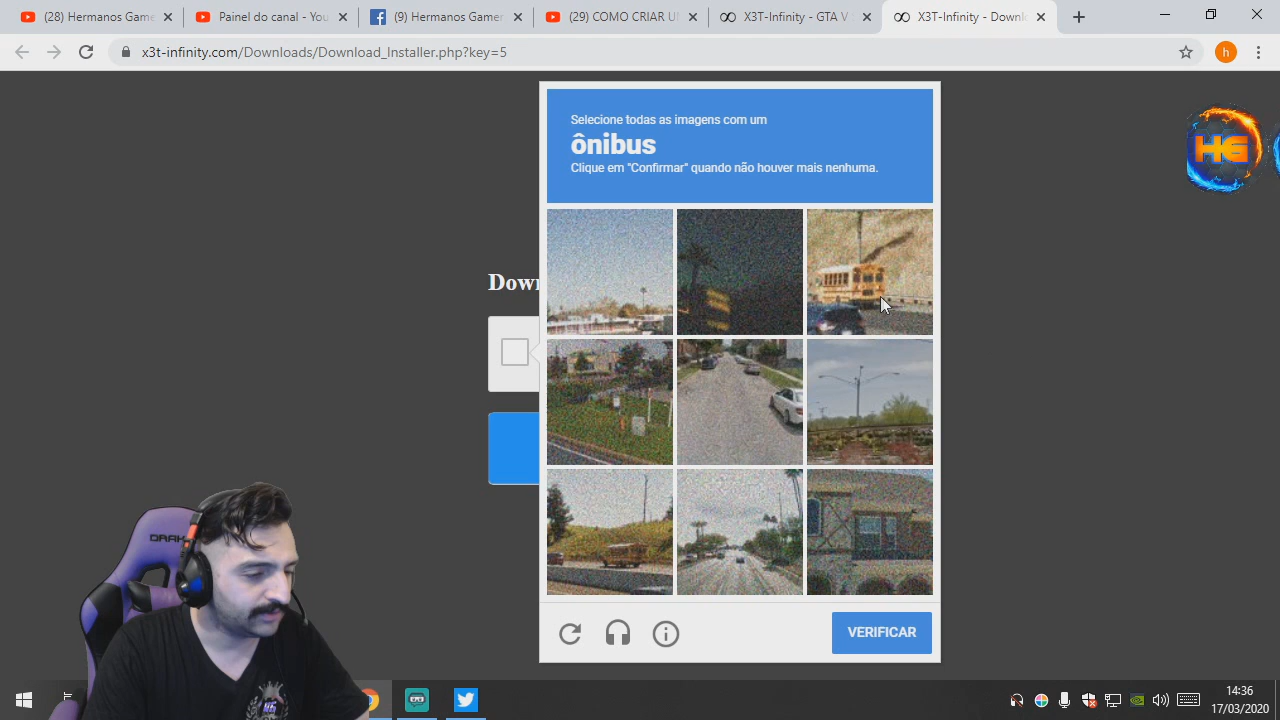 (28) Hermanos Game
Painel do canal - You
(9) Hermanos Gamer
(29) COMO CRIAR U
X3T-Infinity - GTA V
X3T-Infinity - Downl
x3t-infinity.com/Downloads/Download_Installer.php?key=5
h
Selecione todas as imagens com um
ônibus
Clique em "Confirmar" quando não houver mais nenhuma.
HG
Down
DRAK
VERIFICAR
14:36
17/03/2020